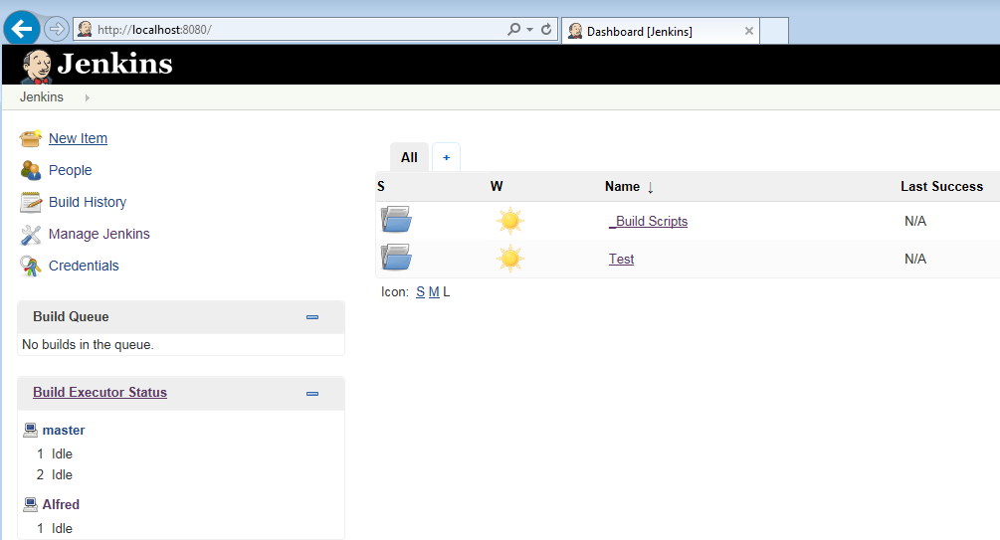 http://localhost:8080/
Dashboard [Jenkins]
Jenkins
Jenkins
New Item
People
Build History
Manage Jenkins
Credentials
All +
S W Name ↓ Last Success
_Build Scripts N/A
Test N/A
Icon: S M L
Build Queue
No builds in the queue.
Build Executor Status
master
1 Idle
2 Idle
Alfred
1 Idle